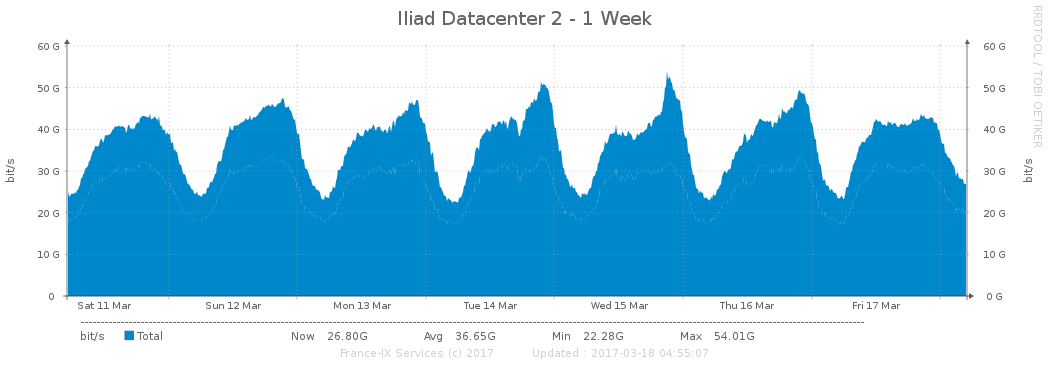 Iliad Datacenter 2 - 1 Week
RRDTOOL / TOBI OETIKER
60 G 60 G
50 G 50 G
40 G 40 G
30 G 30 G
20 G 20 G
10 G 10 G
0 0 G
bit/s bit/s
Sat 11 Mar Sun 12 Mar Mon 13 Mar Tue 14 Mar Wed 15 Mar Thu 16 Mar Fri 17 Mar
bit/s Total Now 26.80G Avg 36.65G Min 22.28G Max 54.01G
France-IX Services (c) 2017 Updated : 2017-03-18 04:55:07